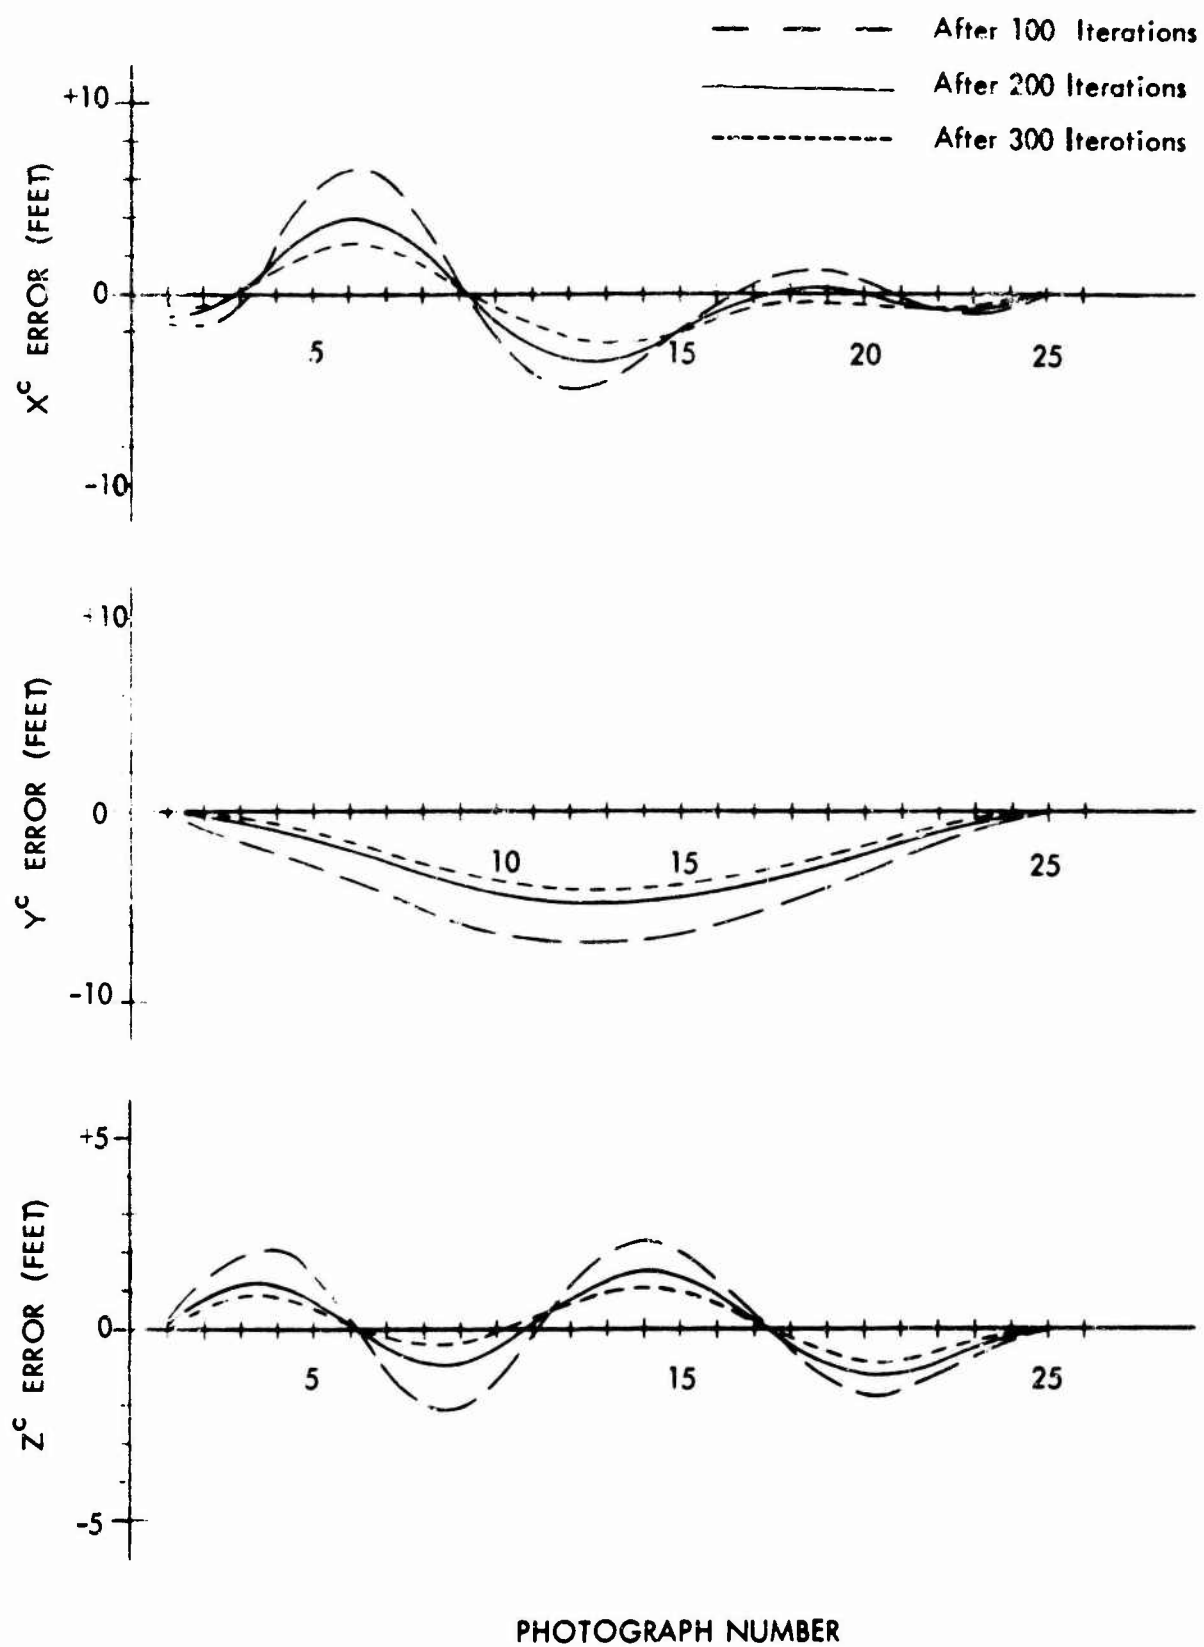 After 100 Iterations
After 200 Iterations
After 300 Iterotions
+10
0
-10
X^c ERROR (FEET)
5
15
20
25
+10
0
-10
Y^c ERROR (FEET)
10
15
25
+5
0
-5
Z^c ERROR (FEET)
5
15
25
PHOTOGRAPH NUMBER